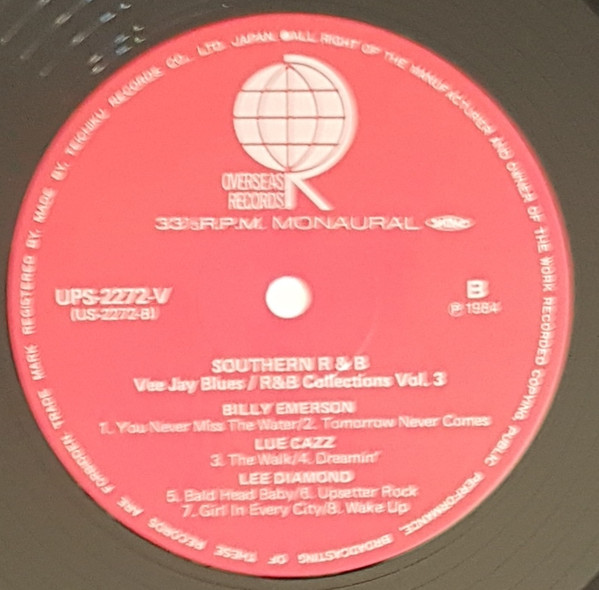 TRADE MARK REGISTERED BY. MADE BY. TEICHIKU RECORDS CO., LTD. JAPAN. ALL RIGHT OF THE MANUFACTURER AND OWNER OF THE WORK RECORDED COPYING, PUBLIC PERFORMANCE, BROADCASTING OF THESE RECORDS ARE FORBIDDEN
OVERSEAS
RECORDS
33⅓R.P.M. MONAURAL
UPS-2272-V
(US-2272-B)
B
℗ 1984
SOUTHERN R & B
Vee Jay Blues / R&B Collections Vol. 3
BILLY EMERSON
1. You Never Miss The Water/2. Tomorrow Never Comes
LUE CAZZ
3. The Walk/4. Dreamin'
LEE DIAMOND
5. Bald Head Baby/6. Upsetter Rock
7. Girl In Every City/8. Wake Up